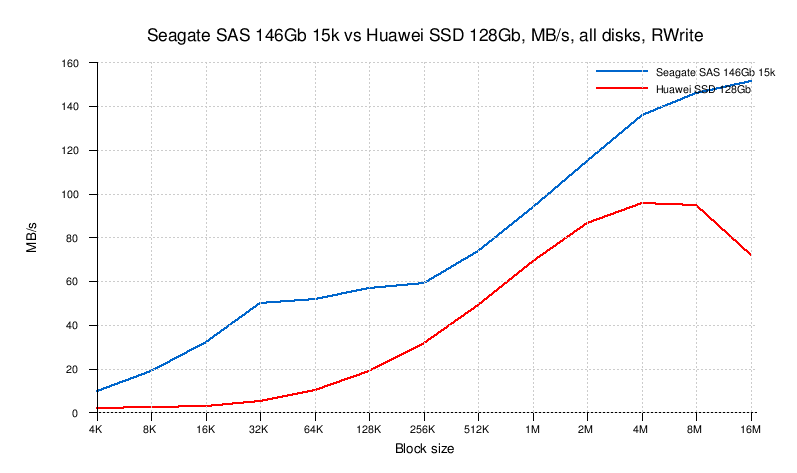 Seagate SAS 146Gb 15k vs Huawei SSD 128Gb, MB/s, all disks, RWrite
Seagate SAS 146Gb 15k
Huawei SSD 128Gb
160
140
120
100
80
60
40
20
0
MB/s
4K 8K 16K 32K 64K 128K 256K 512K 1M 2M 4M 8M 16M
Block size